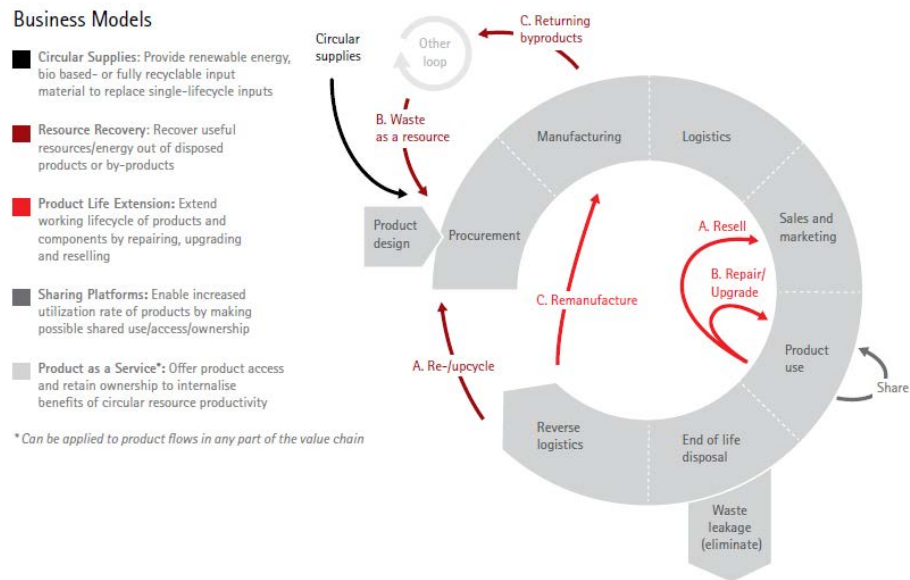 Business Models
Circular Supplies: Provide renewable energy,
bio based- or fully recyclable input
material to replace single-lifecycle inputs
Resource Recovery: Recover useful
resources/energy out of disposed
products or by-products
Product Life Extension: Extend
working lifecycle of products and
components by repairing, upgrading
and reselling
Sharing Platforms: Enable increased
utilization rate of products by making
possible shared use/access/ownership
Product as a Service*: Offer product access
and retain ownership to internalise
benefits of circular resource productivity
* Can be applied to product flows in any part of the value chain
Circular
supplies
Other
loop
C. Returning
byproducts
B. Waste
as a resource
Manufacturing
Logistics
Product
design
Procurement
Sales and
marketing
A. Resell
B. Repair/
Upgrade
C. Remanufacture
A. Re-/upcycle
Product
use
Share
Reverse
logistics
End of life
disposal
Waste
leakage
(eliminate)